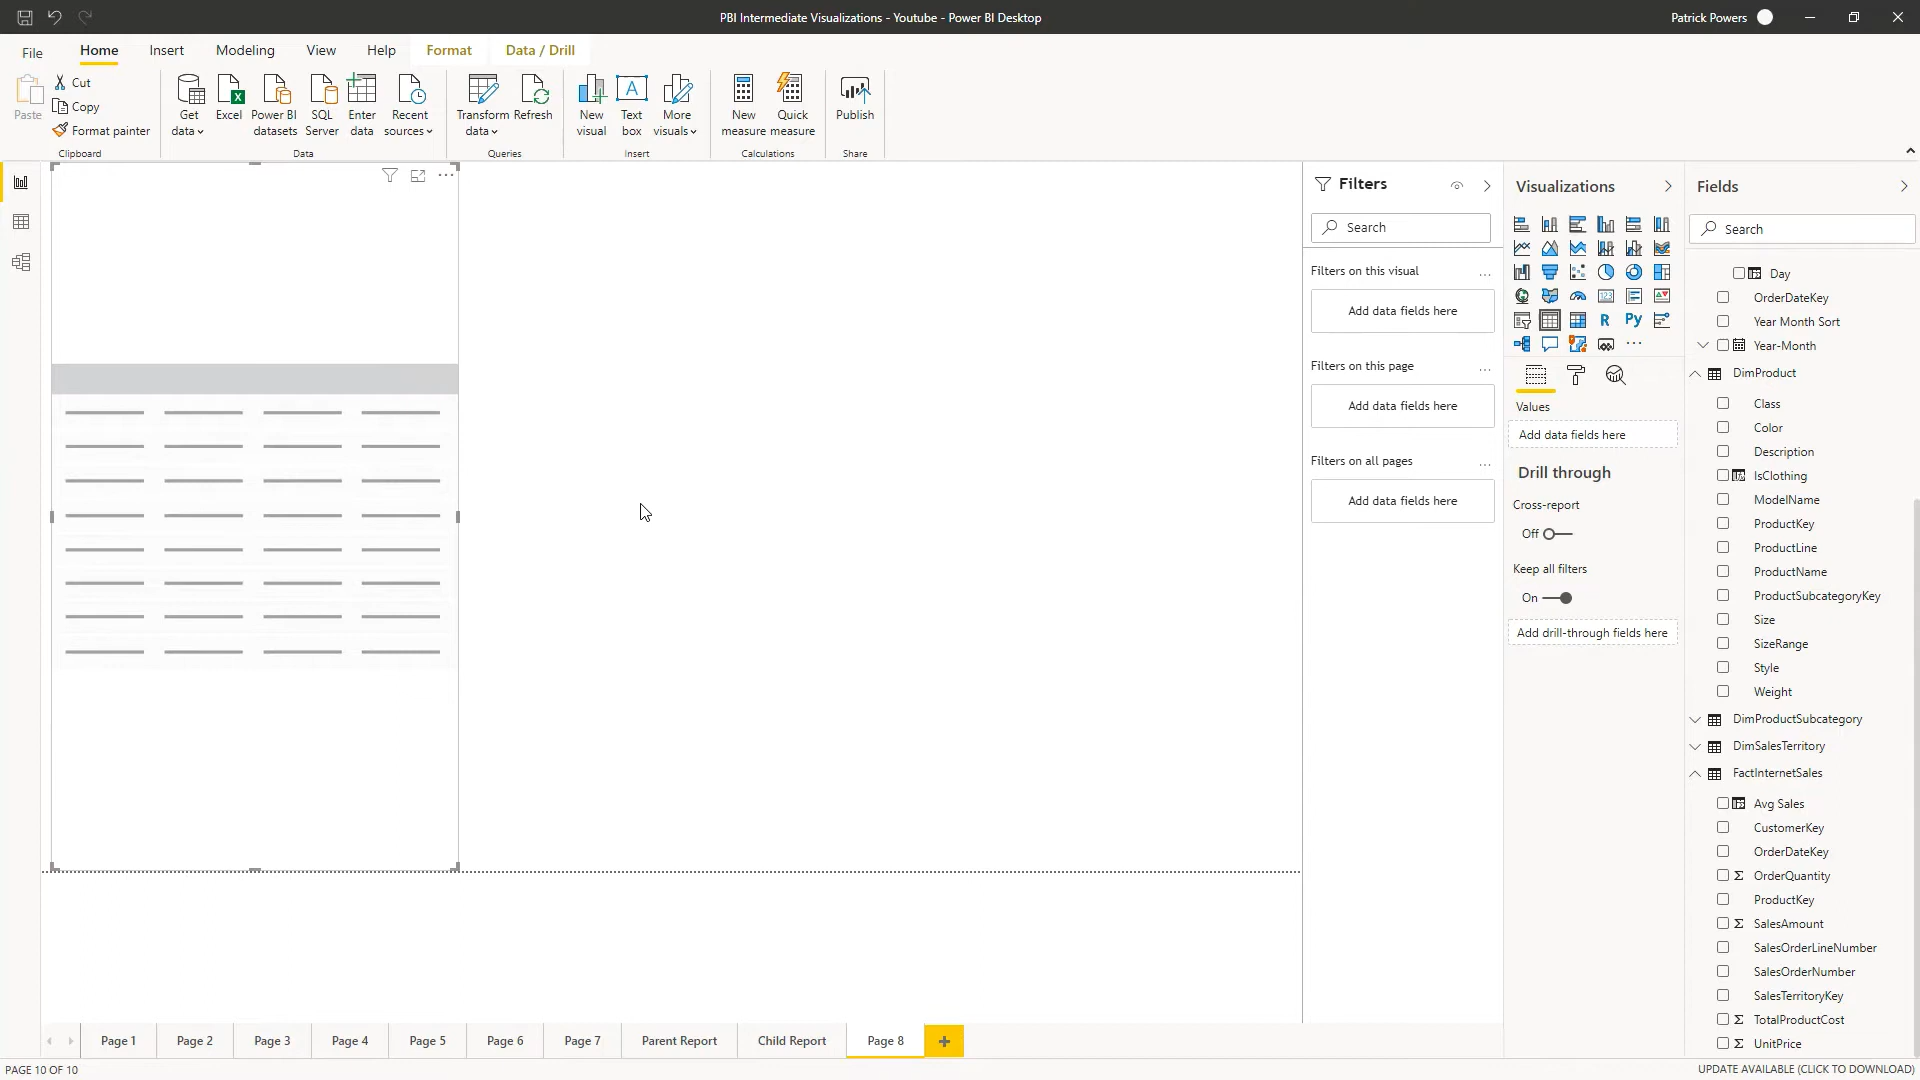 PBI Intermediate Visualizations - Youtube - Power BI Desktop
Patrick Powers
File
Home
Insert
Modeling
View
Help
Format
Data / Drill
Paste
Cut
Copy
Format painter
Clipboard
Get data
Excel
Power BI datasets
SQL Server
Enter data
Recent sources
Data
Transform data
Refresh
Queries
New visual
A
Text box
More visuals
Insert
New measure
Quick measure
Calculations
Publish
Share
Filters
Search
Filters on this visual
...
Add data fields here
Filters on this page
...
Add data fields here
Filters on all pages
...
Add data fields here
Visualizations
123
R
Py
Values
Add data fields here
Drill through
Cross-report
Off
Keep all filters
On
Add drill-through fields here
Fields
Search
Day
OrderDateKey
Year Month Sort
Year-Month
DimProduct
Class
Color
Description
IsClothing
ModelName
ProductKey
ProductLine
ProductName
ProductSubcategoryKey
Size
SizeRange
Style
Weight
DimProductSubcategory
DimSalesTerritory
FactInternetSales
Avg Sales
CustomerKey
OrderDateKey
Σ OrderQuantity
ProductKey
Σ SalesAmount
SalesOrderLineNumber
SalesOrderNumber
SalesTerritoryKey
Σ TotalProductCost
Σ UnitPrice
Page 1
Page 2
Page 3
Page 4
Page 5
Page 6
Page 7
Parent Report
Child Report
Page 8
+
PAGE 10 OF 10
UPDATE AVAILABLE (CLICK TO DOWNLOAD)